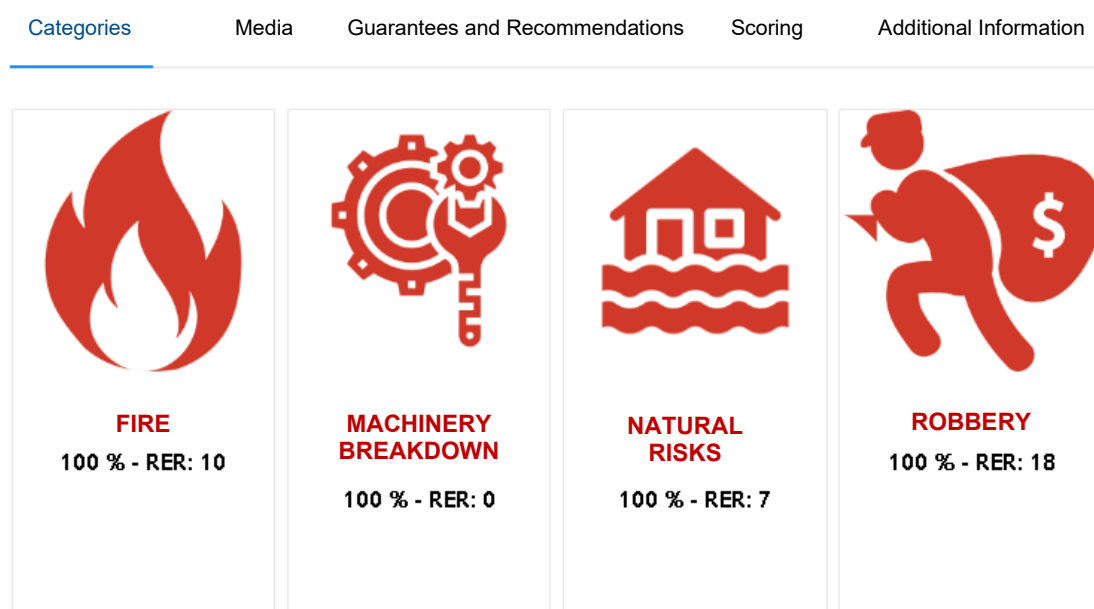 Categories Media Guarantees and Recommendations Scoring Additional Information
$
FIRE
100 % - RER: 10
MACHINERY
BREAKDOWN
100 % - RER: 0
NATURAL
RISKS
100 % - RER: 7
ROBBERY
100 % - RER: 18